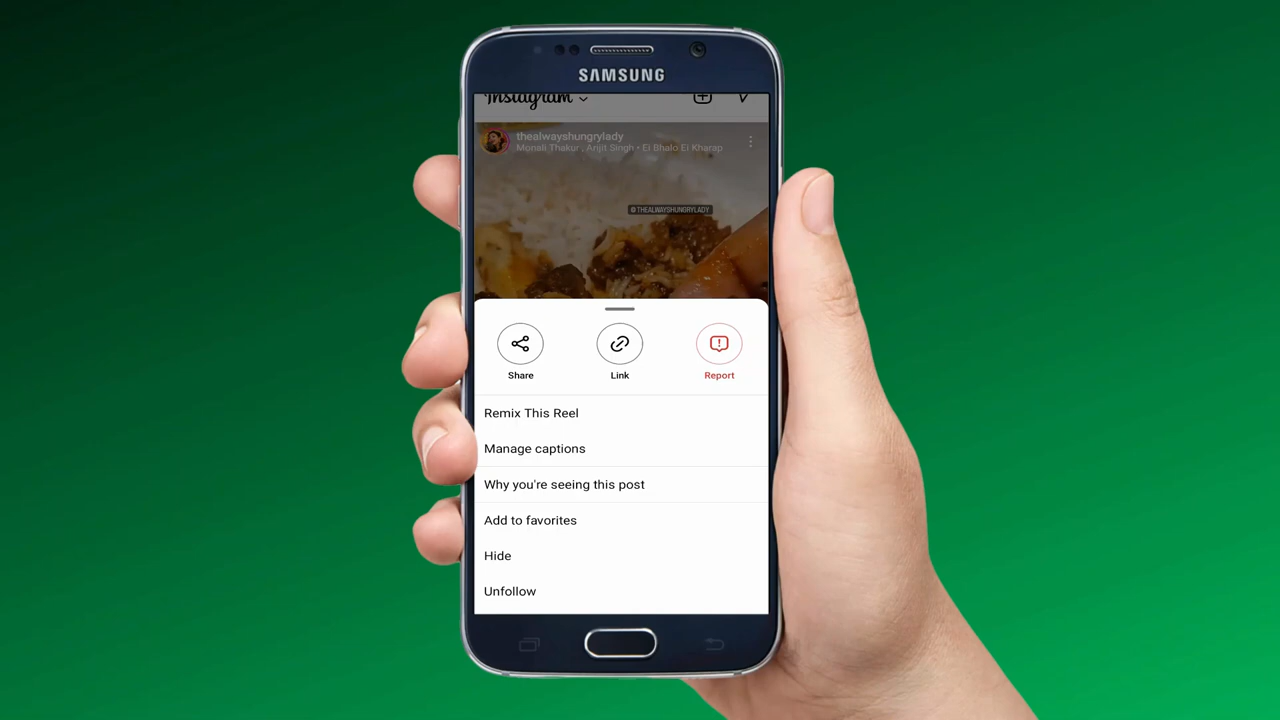 SAMSUNG
Instagram
thealwayshungrylady
Monali Thakur , Arijit Singh • Ei Bhalo Ei Kharap
@THEALWAYSHUNGRYLADY
Share
Link
Report
Remix This Reel
Manage captions
Why you're seeing this post
Add to favorites
Hide
Unfollow